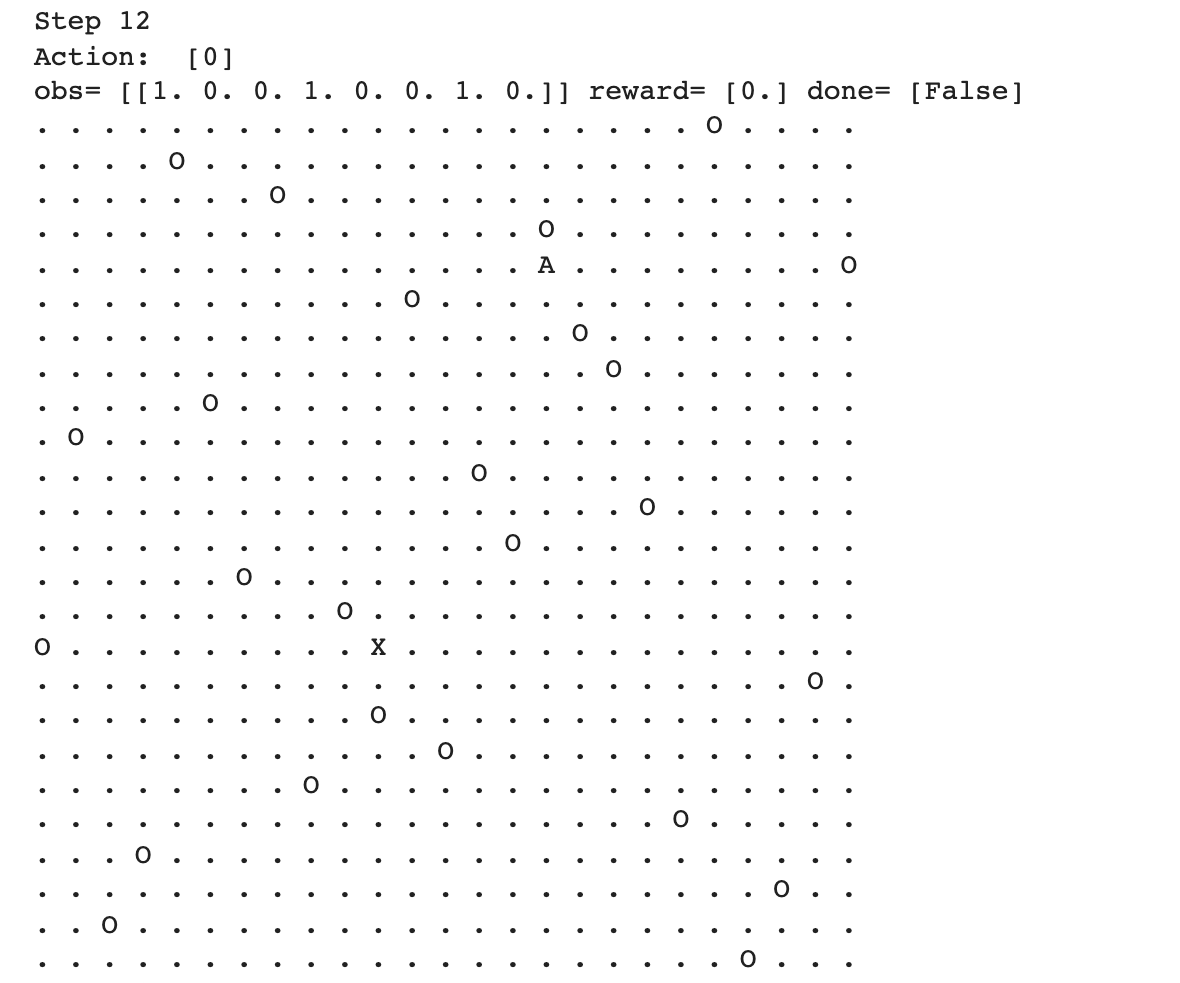 Step 12
Action:  [0]
obs= [[1. 0. 0. 1. 0. 0. 1. 0.]] reward= [0.] done= [False]
. . . . . . . . . . . . . . . . . . . . O . . . .
. . . . O . . . . . . . . . . . . . . . . . . . .
. . . . . . . O . . . . . . . . . . . . . . . . .
. . . . . . . . . . . . . . . O . . . . . . . . .
. . . . . . . . . . . . . . . A . . . . . . . . O
. . . . . . . . . . . O . . . . . . . . . . . . .
. . . . . . . . . . . . . . . . O . . . . . . . .
. . . . . . . . . . . . . . . . . O . . . . . . .
. . . . . O . . . . . . . . . . . . . . . . . . .
. O . . . . . . . . . . . . . . . . . . . . . . .
. . . . . . . . . . . . . O . . . . . . . . . . .
. . . . . . . . . . . . . . . . . . O . . . . . .
. . . . . . . . . . . . . . O . . . . . . . . . .
. . . . . . O . . . . . . . . . . . . . . . . . .
. . . . . . . . . O . . . . . . . . . . . . . . .
O . . . . . . . . . X . . . . . . . . . . . . . .
. . . . . . . . . . . . . . . . . . . . . . . O .
. . . . . . . . . . O . . . . . . . . . . . . . .
. . . . . . . . . . . . O . . . . . . . . . . . .
. . . . . . . . O . . . . . . . . . . . . . . . .
. . . . . . . . . . . . . . . . . . . O . . . . .
. . . O . . . . . . . . . . . . . . . . . . . . .
. . . . . . . . . . . . . . . . . . . . . . O . .
. . O . . . . . . . . . . . . . . . . . . . . . .
. . . . . . . . . . . . . . . . . . . . . O . . .